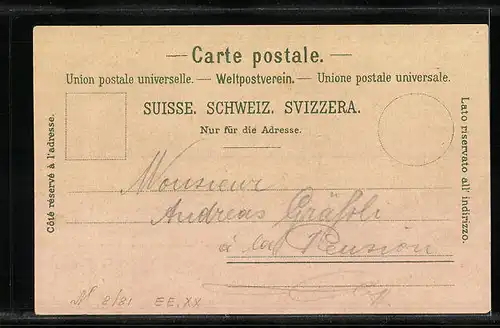 — Carte postale. —
Union postale universelle. — Weltpostverein. — Unione postale universale.
SUISSE. SCHWEIZ. SVIZZERA.
Nur für die Adresse.
Côté réservé à l'adresse.
Lato riservato all' indirizzo.
Monsieur
Andreas
à la Pension
EE.XX